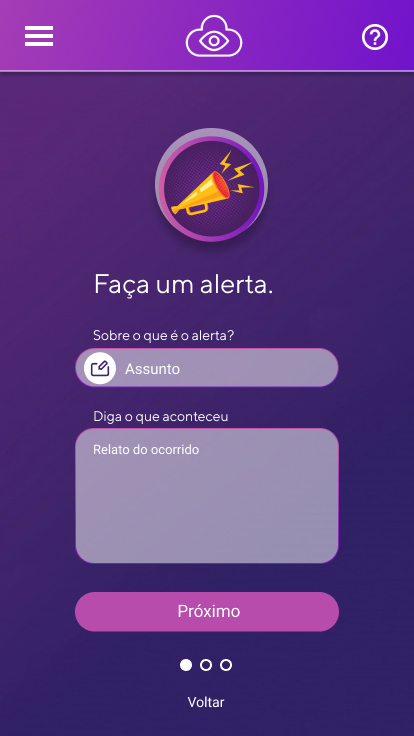 Faça um alerta.
Sobre o que é o alerta?
Assunto
Diga o que aconteceu
Relato do ocorrido
Próximo
Voltar